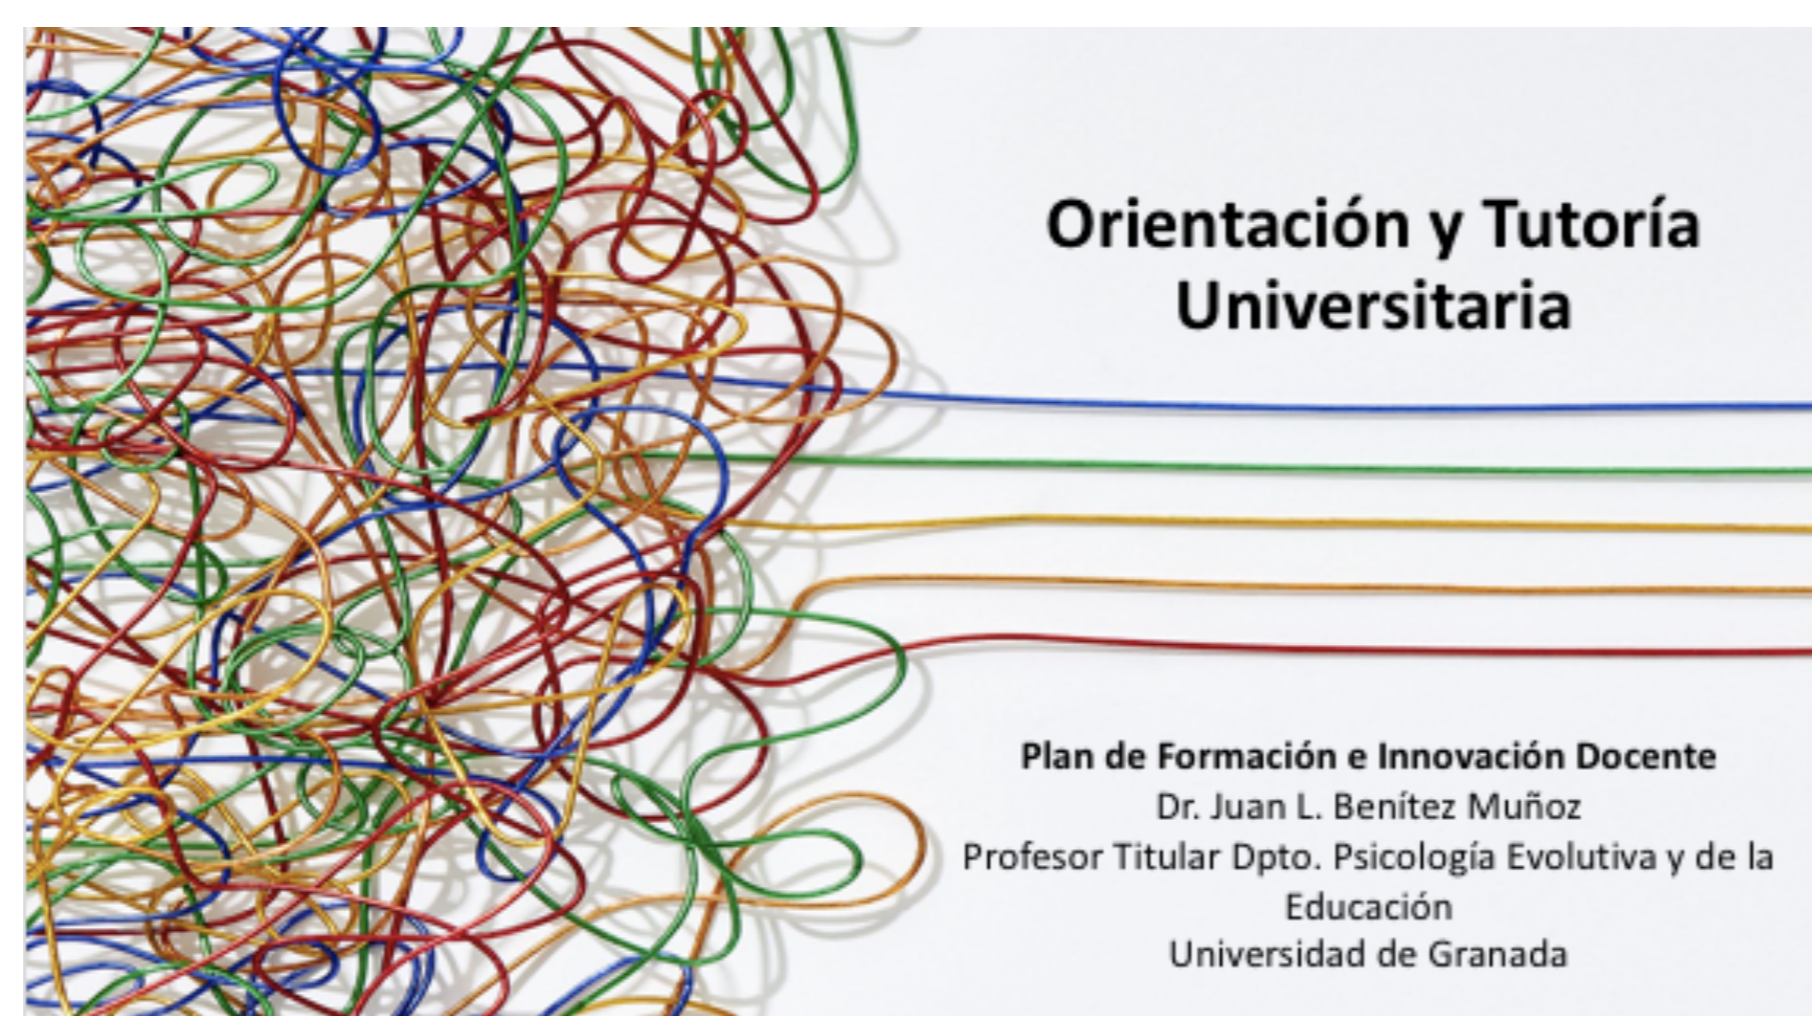 Orientación y Tutoría
Universitaria
Plan de Formación e Innovación Docente
Dr. Juan L. Benítez Muñoz
Profesor Titular Dpto. Psicología Evolutiva y de la
Educación
Universidad de Granada